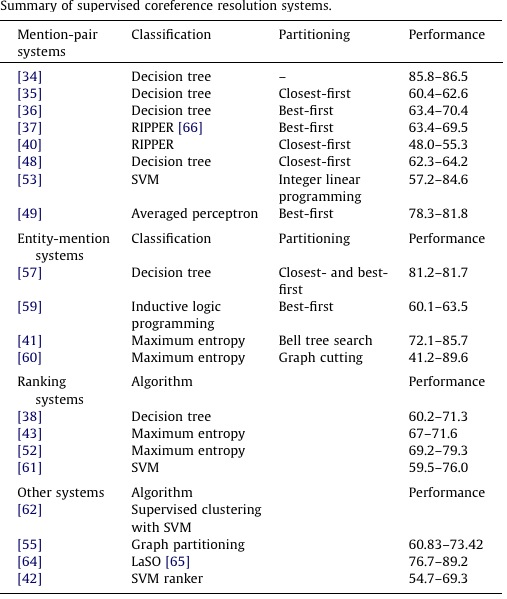 Summary of supervised coreference resolution systems.
Mention-pair Classification Partitioning Performance
systems
[34] Decision tree – 85.8–86.5
[35] Decision tree Closest-first 60.4–62.6
[36] Decision tree Best-first 63.4–70.4
[37] RIPPER [66] Best-first 63.4–69.5
[40] RIPPER Closest-first 48.0–55.3
[48] Decision tree Closest-first 62.3–64.2
[53] SVM Integer linear 57.2–84.6
programming
[49] Averaged perceptron Best-first 78.3–81.8
Entity-mention Classification Partitioning Performance
systems
[57] Decision tree Closest- and best- 81.2–81.7
first
[59] Inductive logic Best-first 60.1–63.5
programming
[41] Maximum entropy Bell tree search 72.1–85.7
[60] Maximum entropy Graph cutting 41.2–89.6
Ranking Algorithm Performance
systems
[38] Decision tree 60.2–71.3
[43] Maximum entropy 67–71.6
[52] Maximum entropy 69.2–79.3
[61] SVM 59.5–76.0
Other systems Algorithm Performance
[62] Supervised clustering
with SVM
[55] Graph partitioning 60.83–73.42
[64] LaSO [65] 76.7–89.2
[42] SVM ranker 54.7–69.3